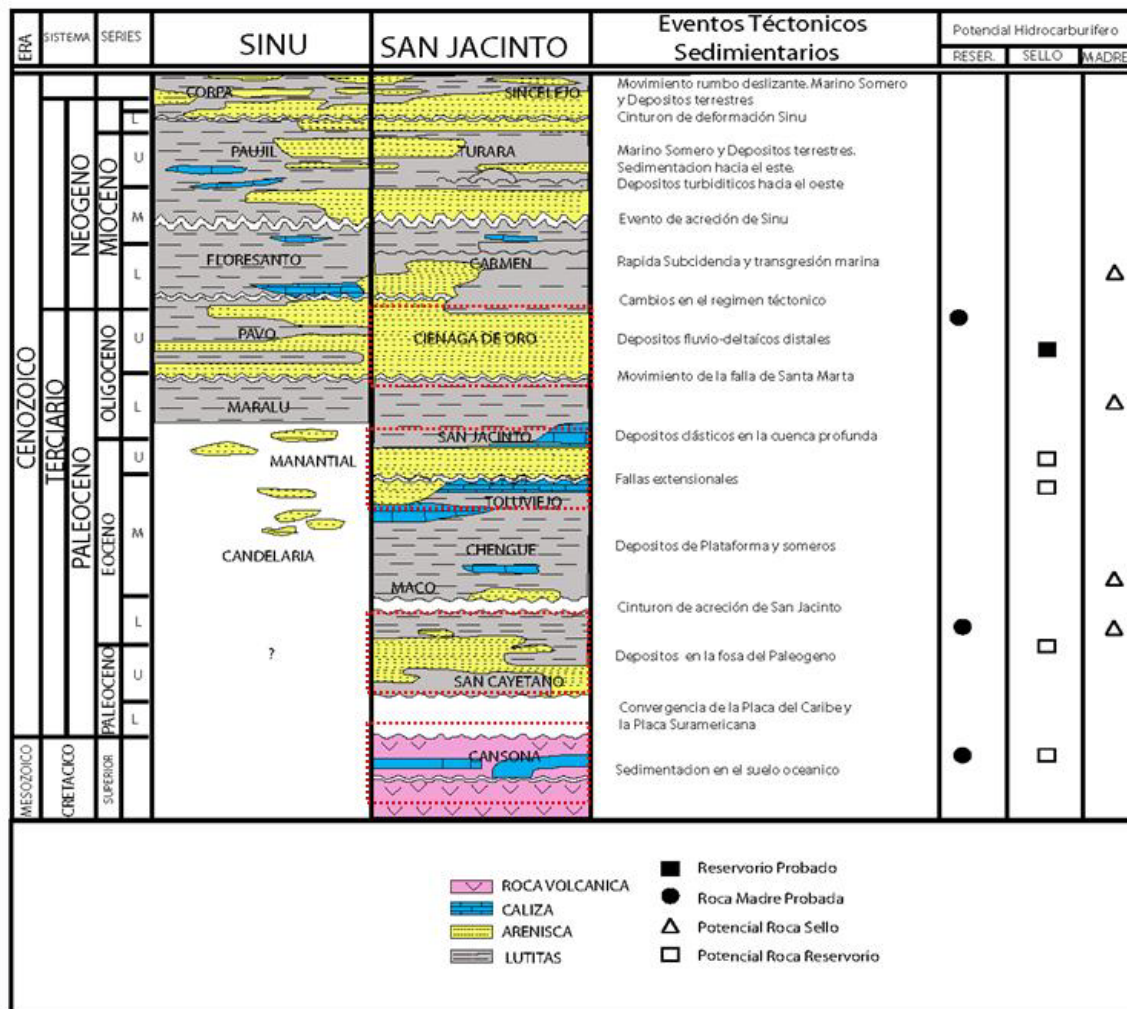 ERA
SISTEMA
SERIES
SINU
SAN JACINTO
Eventos Téctonicos
Sedimentarios
Potencial Hidrocarburífero
RESER.
SELLO
MADRE
CENOZOICO
MESOZOICO
NEOGENO
TERCIARIO
PALEOCENO
CRETACICO
MIOCENO
OLIGOCENO
EOCENO
PALEOCENO
SUPERIOR
L
U
M
L
U
L
U
M
L
U
L
CORPA
PAUJIL
FLORESANTO
PAVO
MARALU
MANANTIAL
CANDELARIA
?
SINCELEJO
TURARA
CARMEN
CIENAGA DE ORO
SAN JACINTO
TOLUVIEJO
CHENGUE
MACO
SAN CAYETANO
CANSONA
Movimiento rumbo deslizante. Marino Somero
y Depositos terrestres
Cinturon de deformación Sinu
Marino Somero y Depositos terrestres.
Sedimentacion hacia el este.
Depositos turbiditicos hacia el oeste
Evento de acreción de Sinu
Rapida Subcidencia y transgresión marina
Cambios en el regimen téctonico
Depositos fluvio-deltaícos distales
Movimiento de la falla de Santa Marta
Depositos clásticos en la cuenca profunda
Fallas extensionales
Depositos de Plataforma y someros
Cinturon de acreción de San Jacinto
Depositos en la fosa del Paleogeno
Convergencia de la Placa del Caribe y
la Placa Suramericana
Sedimentacion en el suelo oceanico
ROCA VOLCANICA
CALIZA
ARENISCA
LUTITAS
Reservorio Probado
Roca Madre Probada
Potencial Roca Sello
Potencial Roca Reservorio